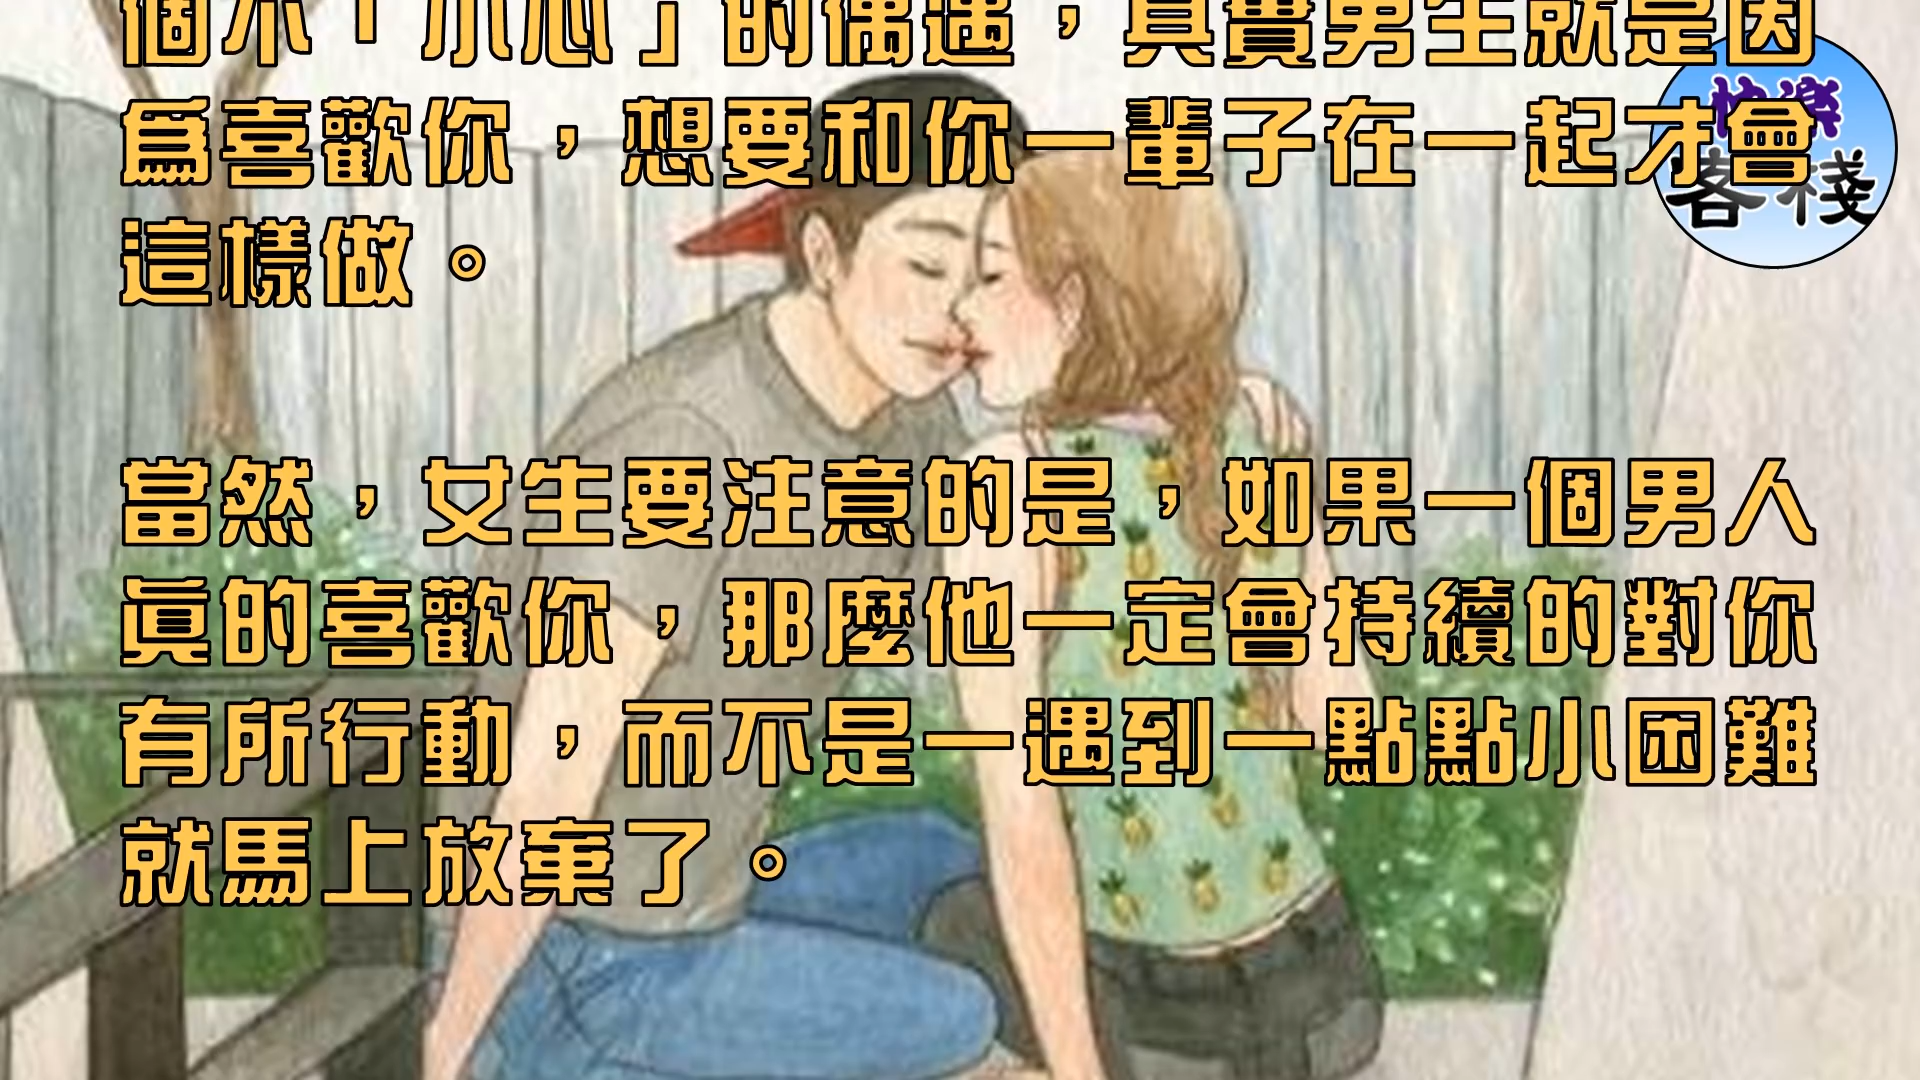 個不「小心」的偶遇，其實男生就是因
為喜歡你，想要和你一輩子在一起才會
這樣做。
當然，女生要注意的是，如果一個男人
真的喜歡你，那麼他一定會持續的對你
有所行動，而不是一遇到一點點小困難
就馬上放棄了。
快樂
客棧